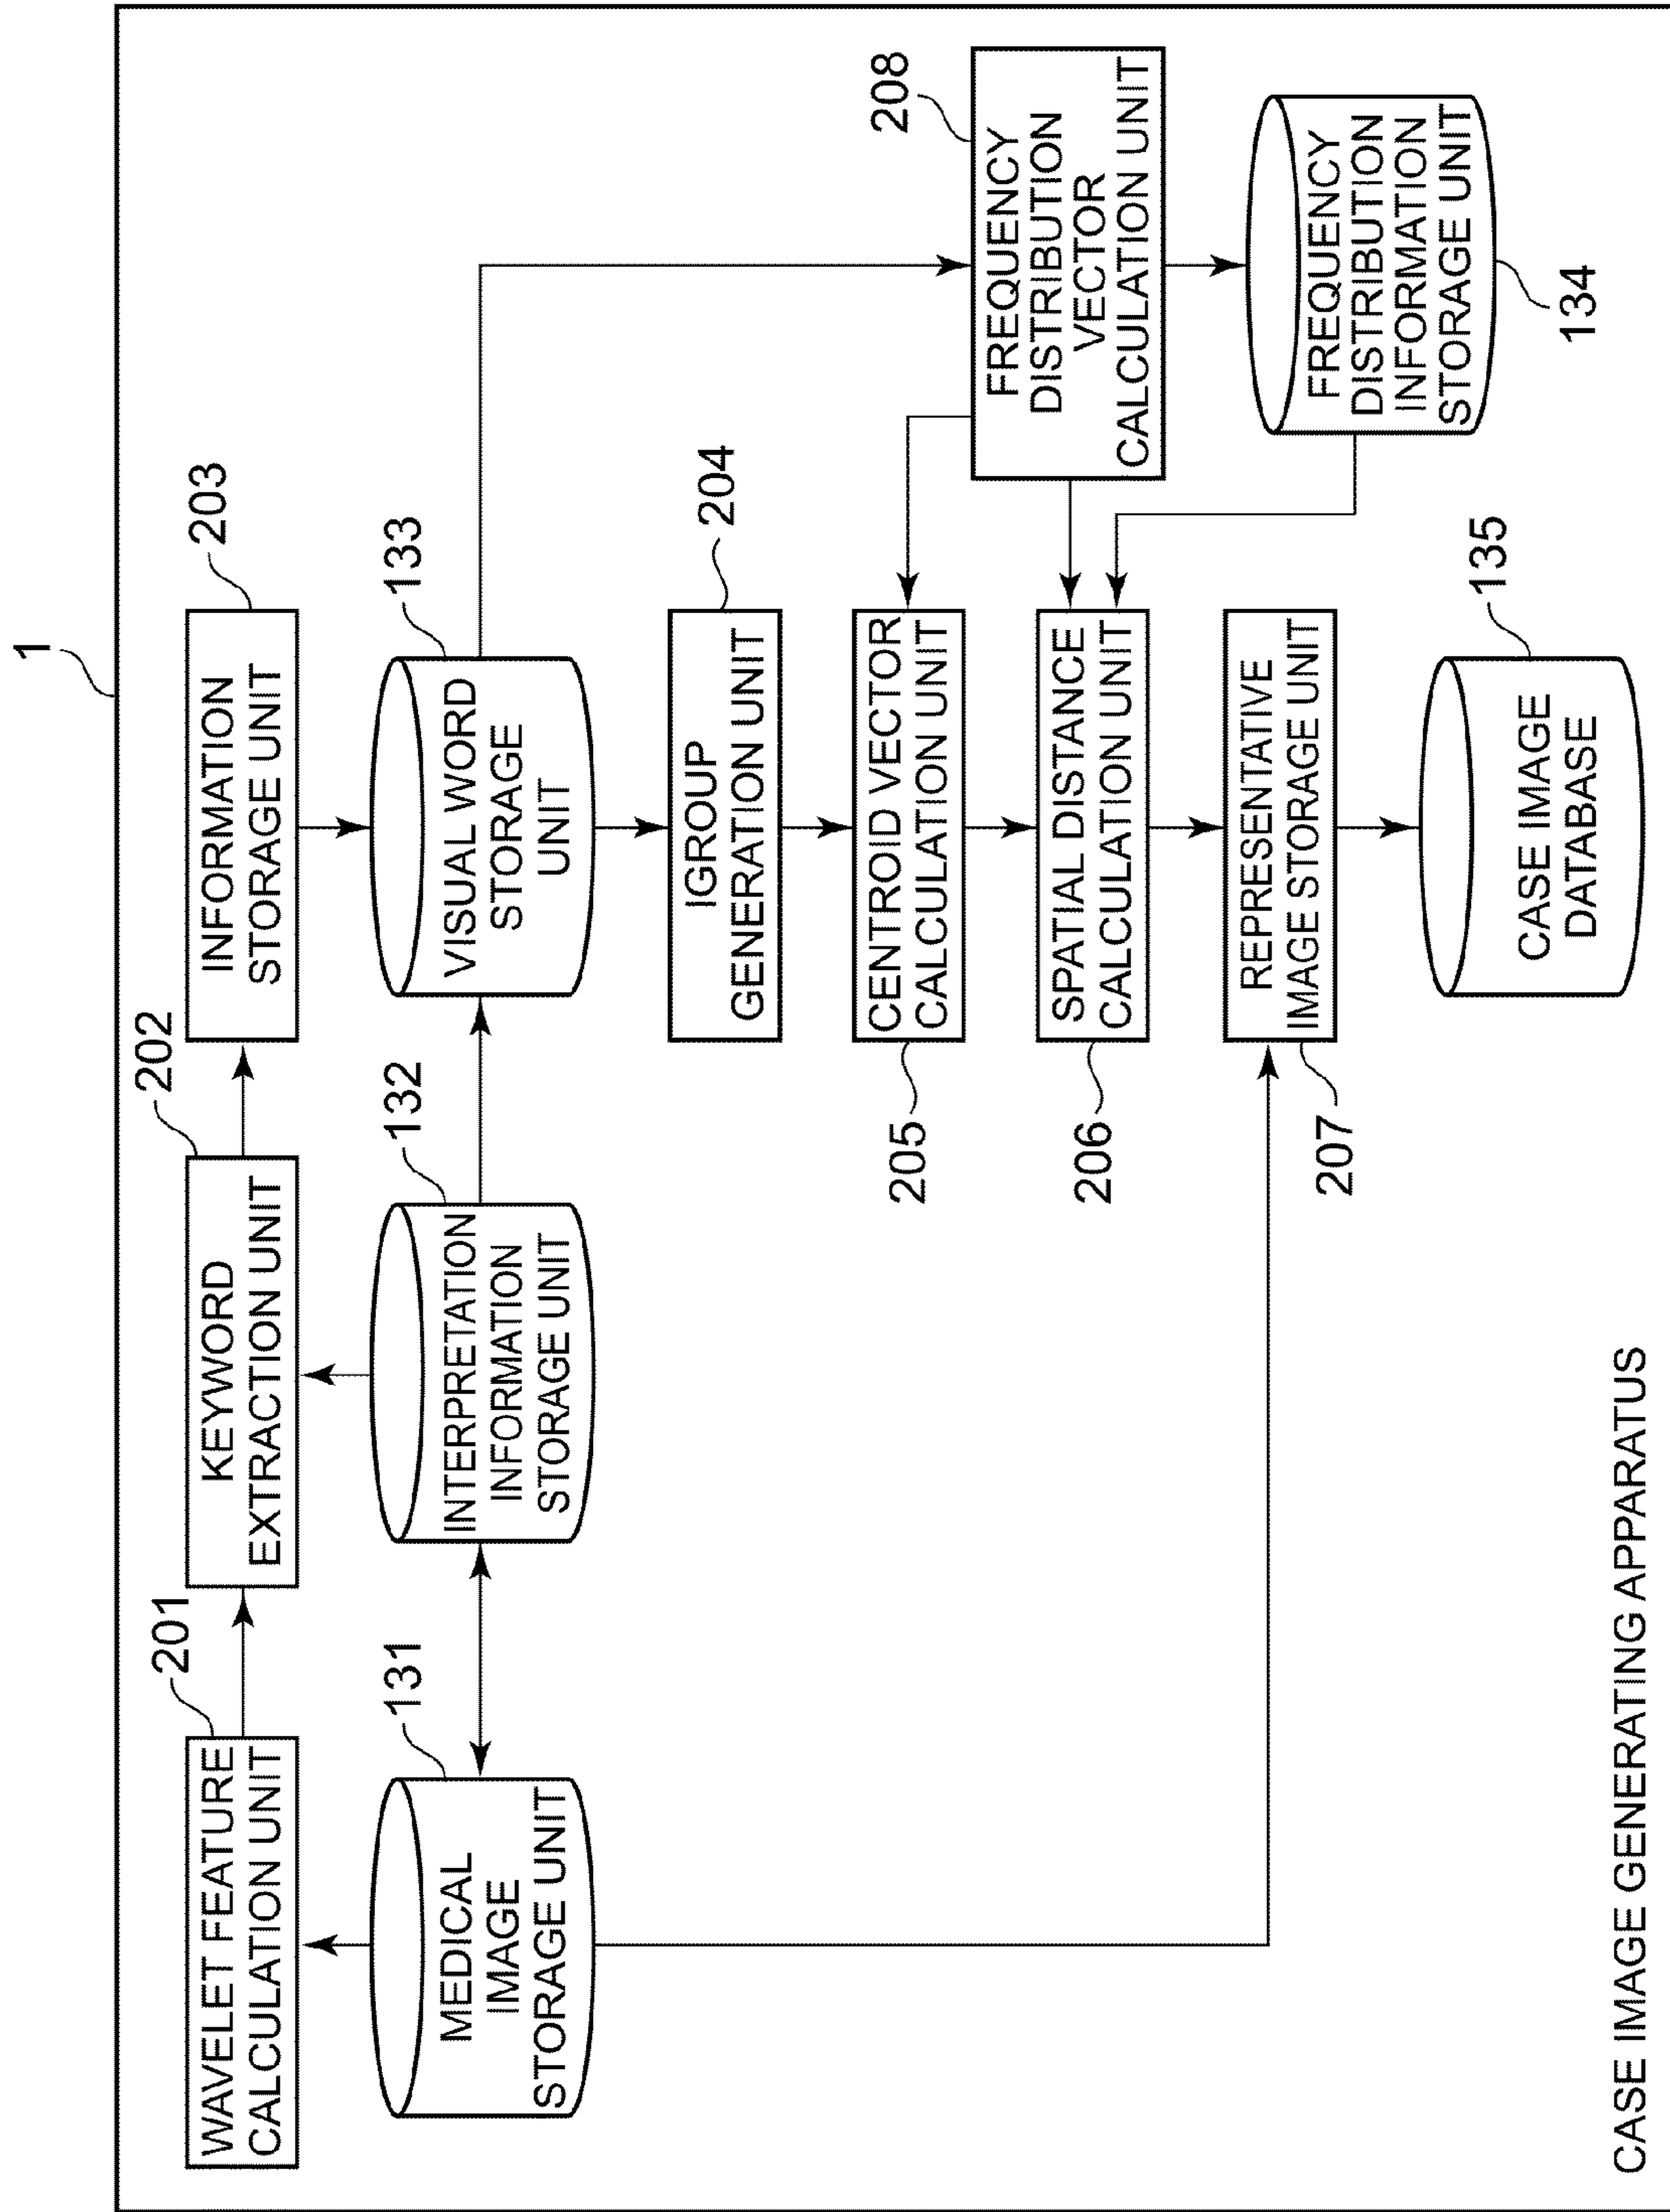 1
201
WAVELET FEATURE
CALCULATION UNIT
202
KEYWORD
EXTRACTION UNIT
203
INFORMATION
STORAGE UNIT
131
MEDICAL
IMAGE
STORAGE UNIT
132
INTERPRETATION
INFORMATION
STORAGE UNIT
133
VISUAL WORD
STORAGE
UNIT
204
IGROUP
GENERATION UNIT
208
FREQUENCY
DISTRIBUTION
VECTOR
CALCULATION UNIT
205
CENTROID VECTOR
CALCULATION UNIT
206
SPATIAL DISTANCE
CALCULATION UNIT
FREQUENCY
DISTRIBUTION
INFORMATION
STORAGE UNIT
134
207
REPRESENTATIVE
IMAGE STORAGE UNIT
135
CASE IMAGE
DATABASE
CASE IMAGE GENERATING APPARATUS